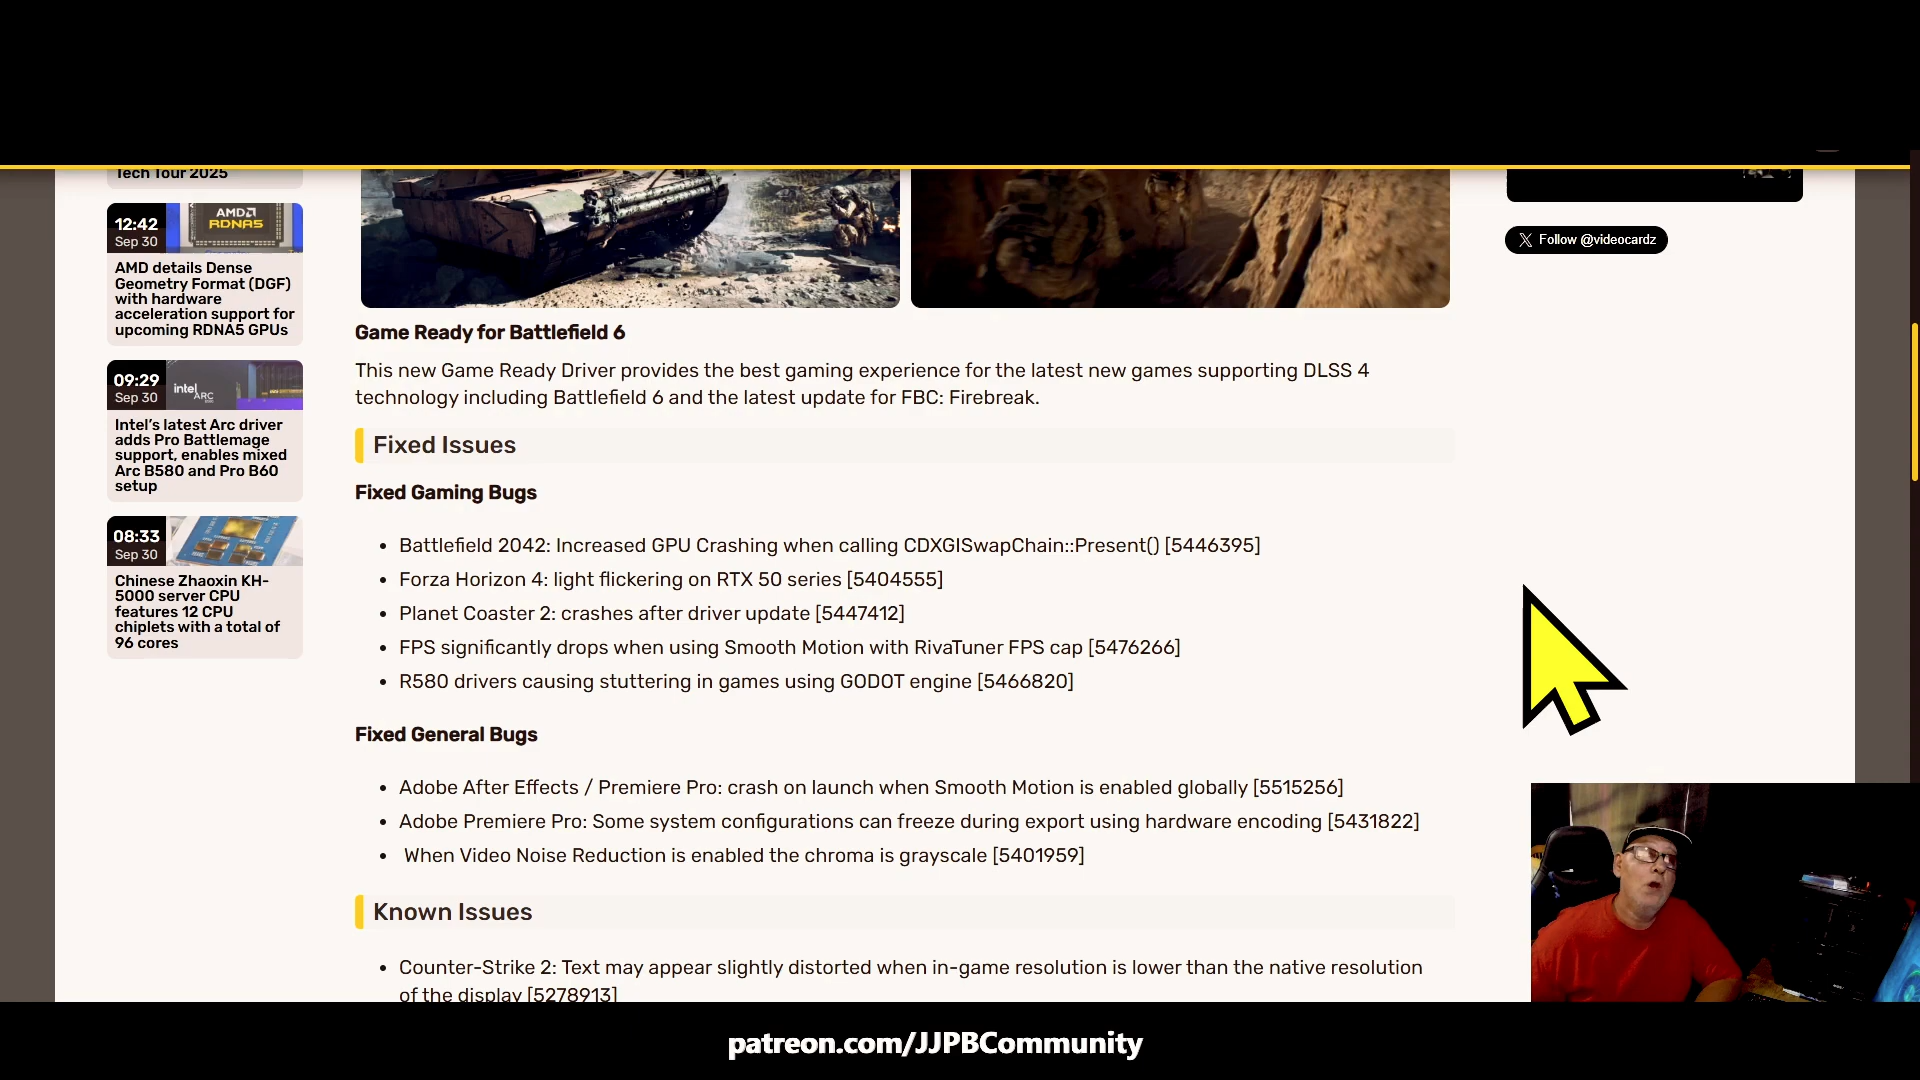 Tech Tour 2025
12:42
Sep 30
AMD
RDNA5
AMD details Dense
Geometry Format (DGF)
with hardware
acceleration support for
upcoming RDNA5 GPUs
09:29
Sep 30
intel
ARC
Intel’s latest Arc driver
adds Pro Battlemage
support, enables mixed
Arc B580 and Pro B60
setup
08:33
Sep 30
Chinese Zhaoxin KH-
5000 server CPU
features 12 CPU
chiplets with a total of
96 cores
Game Ready for Battlefield 6
This new Game Ready Driver provides the best gaming experience for the latest new games supporting DLSS 4
technology including Battlefield 6 and the latest update for FBC: Firebreak.
Fixed Issues
Fixed Gaming Bugs
• Battlefield 2042: Increased GPU Crashing when calling CDXGISwapChain::Present() [5446395]
• Forza Horizon 4: light flickering on RTX 50 series [5404555]
• Planet Coaster 2: crashes after driver update [5447412]
• FPS significantly drops when using Smooth Motion with RivaTuner FPS cap [5476266]
• R580 drivers causing stuttering in games using GODOT engine [5466820]
Fixed General Bugs
• Adobe After Effects / Premiere Pro: crash on launch when Smooth Motion is enabled globally [5515256]
• Adobe Premiere Pro: Some system configurations can freeze during export using hardware encoding [5431822]
• When Video Noise Reduction is enabled the chroma is grayscale [5401959]
Known Issues
• Counter-Strike 2: Text may appear slightly distorted when in-game resolution is lower than the native resolution
of the display [5278913]
Follow @videocardz
patreon.com/JJPBCommunity